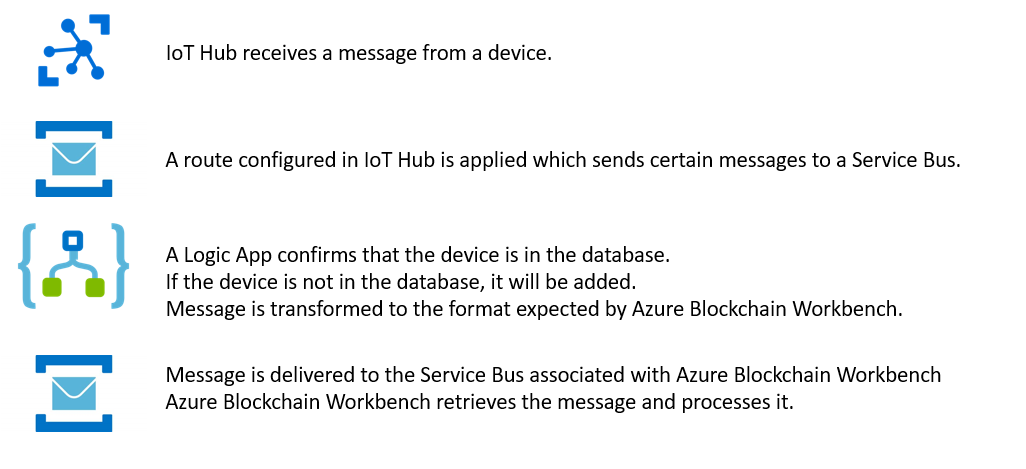 IoT Hub receives a message from a device.
A route configured in IoT Hub is applied which sends certain messages to a Service Bus.
A Logic App confirms that the device is in the database.
If the device is not in the database, it will be added.
Message is transformed to the format expected by Azure Blockchain Workbench.
Message is delivered to the Service Bus associated with Azure Blockchain Workbench
Azure Blockchain Workbench retrieves the message and processes it.